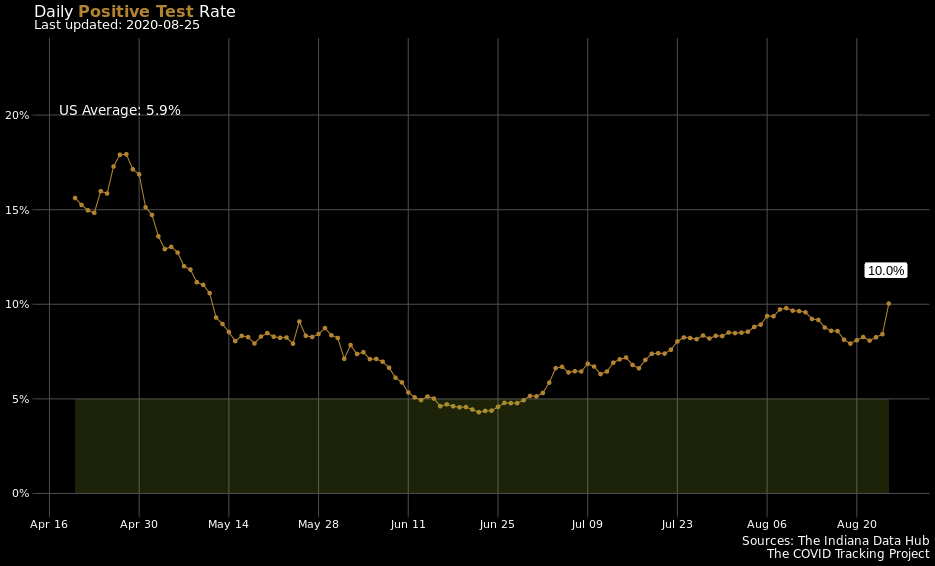 Daily Positive Test Rate
Last updated: 2020-08-25
US Average: 5.9%
20%
15%
10%
5%
0%
10.0%
Apr 16
Apr 30
May 14
May 28
Jun 11
Jun 25
Jul 09
Jul 23
Aug 06
Aug 20
Sources: The Indiana Data Hub
The COVID Tracking Project